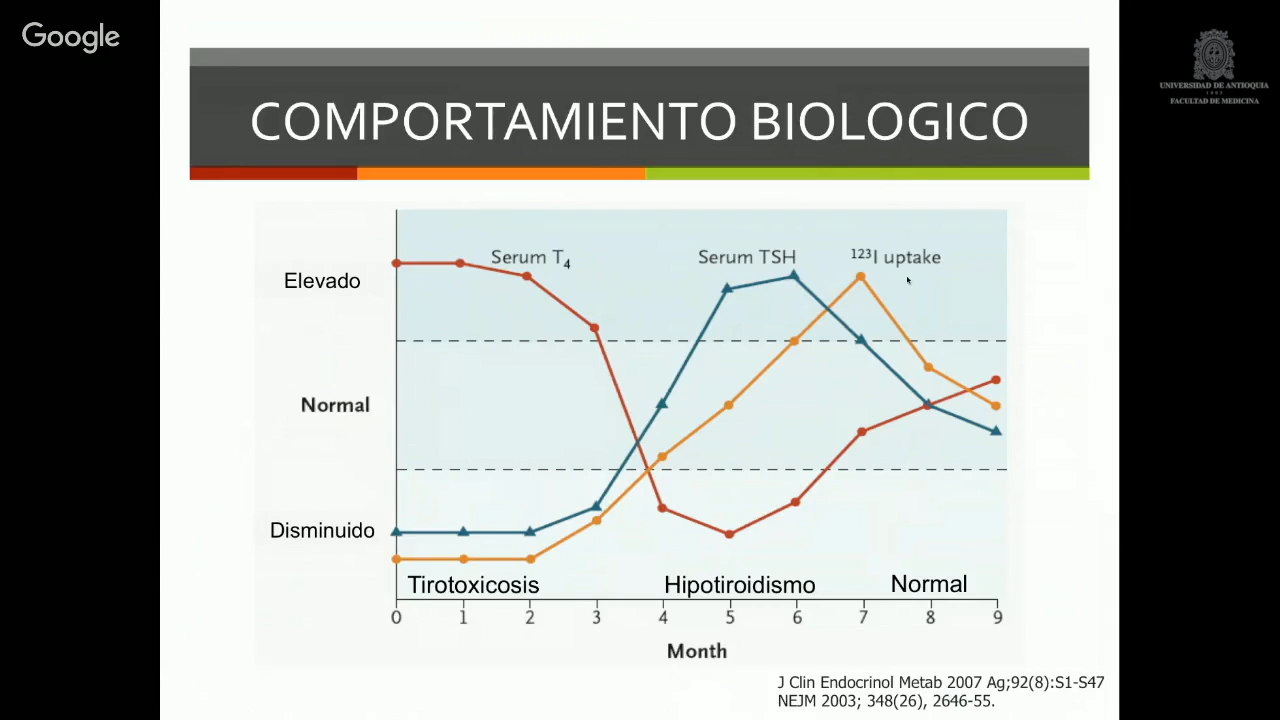 Google
UNIVERSIDAD DE ANTIOQUIA
1803
FACULTAD DE MEDICINA
COMPORTAMIENTO BIOLOGICO
Serum T4
Serum TSH
123I uptake
Elevado
Normal
Disminuido
Tirotoxicosis
Hipotiroidismo
Normal
0 1 2 3 4 5 6 7 8 9
Month
J Clin Endocrinol Metab 2007 Ag;92(8):S1-S47
NEJM 2003; 348(26), 2646-55.